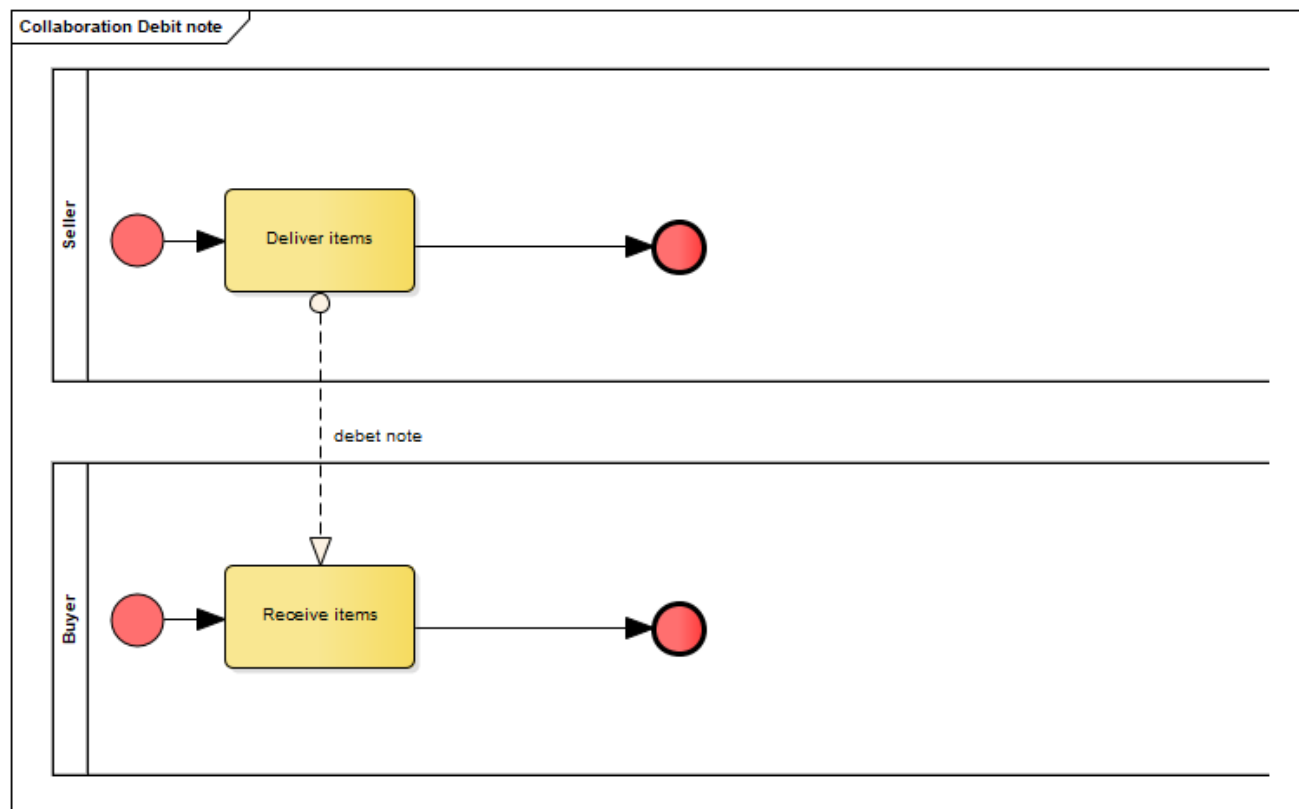 Collaboration Debit note
Seller
Deliver items
debet note
Buyer
Receive items